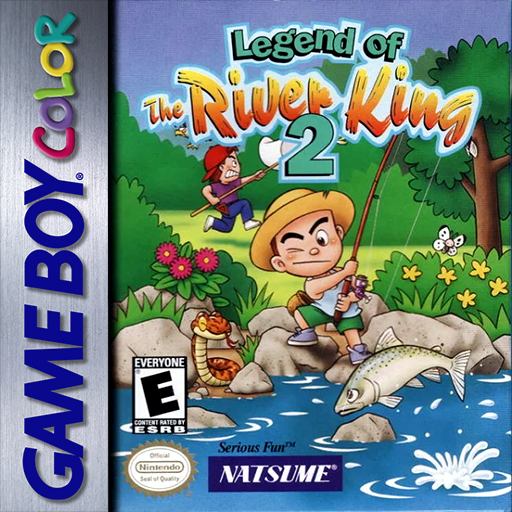 GAME BOY COLOR
Legend of
The River King
2
EVERYONE
E
CONTENT RATED BY
ESRB
Official
Nintendo
Seal of Quality
Serious Fun™
NATSUME®